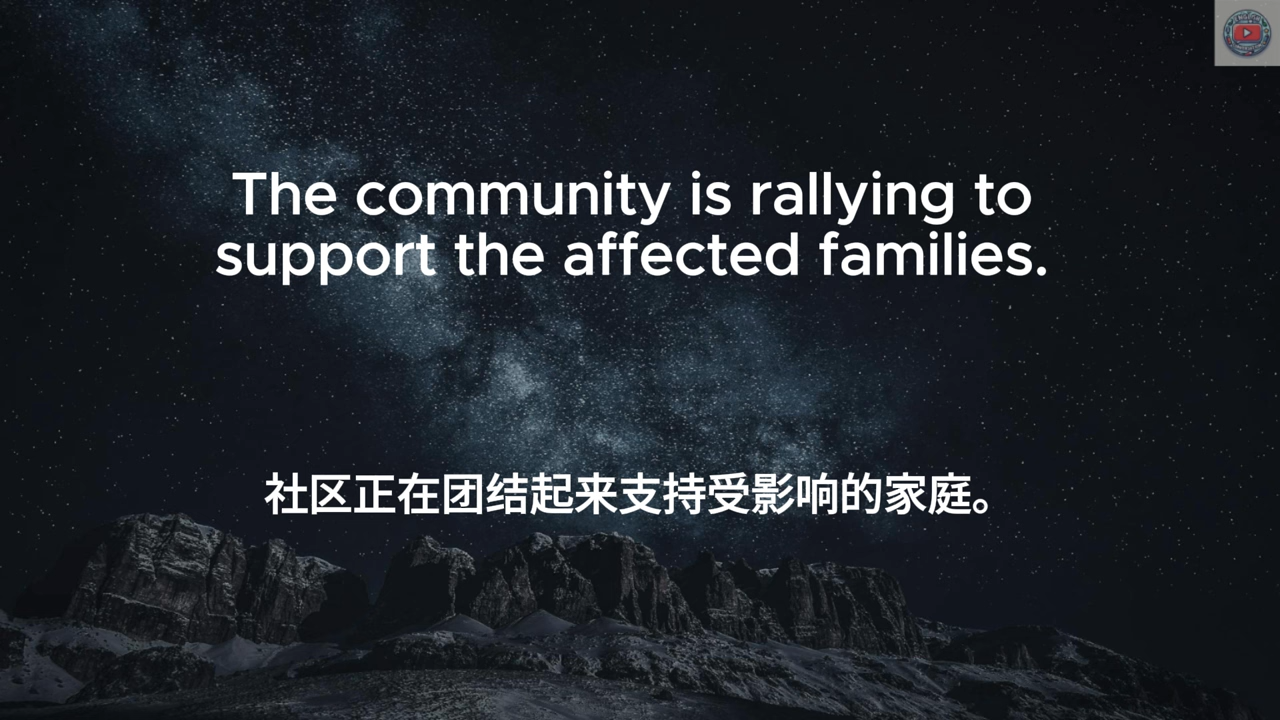 The community is rallying to
support the affected families.
社区正在团结起来支持受影响的家庭。